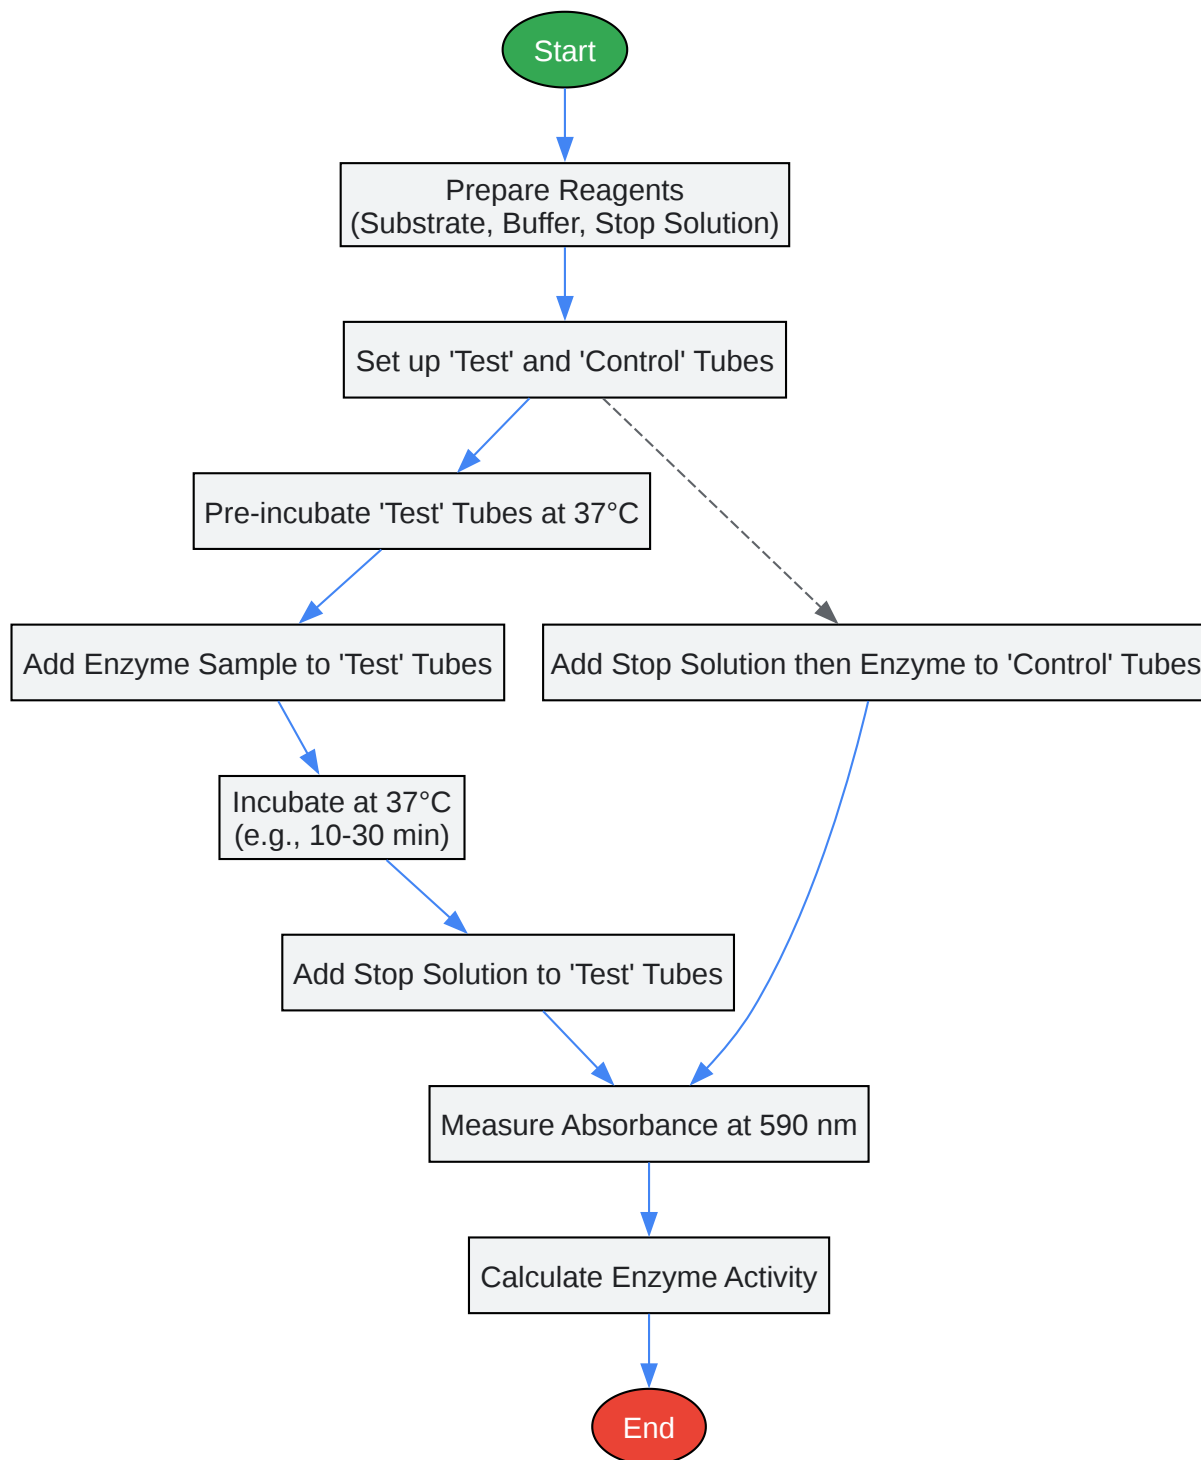 Start
Prepare Reagents
(Substrate, Buffer, Stop Solution)
Set up 'Test' and 'Control' Tubes
Pre-incubate 'Test' Tubes at 37°C
Add Enzyme Sample to 'Test' Tubes
Add Stop Solution then Enzyme to 'Control' Tubes
Incubate at 37°C
(e.g., 10-30 min)
Add Stop Solution to 'Test' Tubes
Measure Absorbance at 590 nm
Calculate Enzyme Activity
End